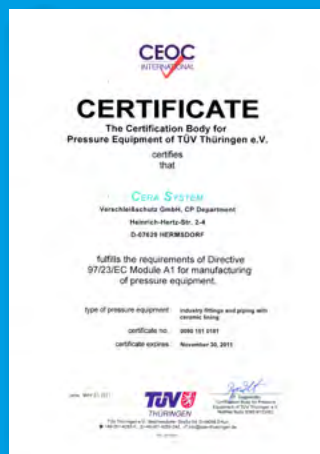 CEOC
INTERNATIONAL
CERTIFICATE
The Certification Body for
Pressure Equipment of TÜV Thüringen e.V.
certifies
that
CERA SYSTEM
Verschleißschutz GmbH, CP Department
Heinrich-Hertz-Str. 2-4
D-07629 HERMSDORF
fulfills the requirements of Directive
97/23/EC Module A1 for manufacturing
of pressure equipment.
type of pressure equipment : industry fittings and piping with
ceramic lining
certificate no. :
certificate expires : November 30, 2011
TÜV
THÜRINGEN